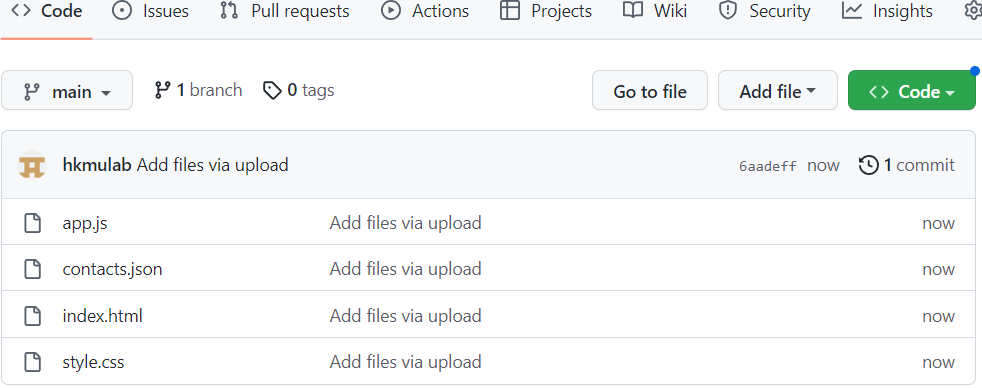 <> Code Issues Pull requests Actions Projects Wiki Security Insights
main 1 branch 0 tags Go to file Add file <> Code
hkmulab Add files via upload 6aadeff now 1 commit
app.js Add files via upload now
contacts.json Add files via upload now
index.html Add files via upload now
style.css Add files via upload now